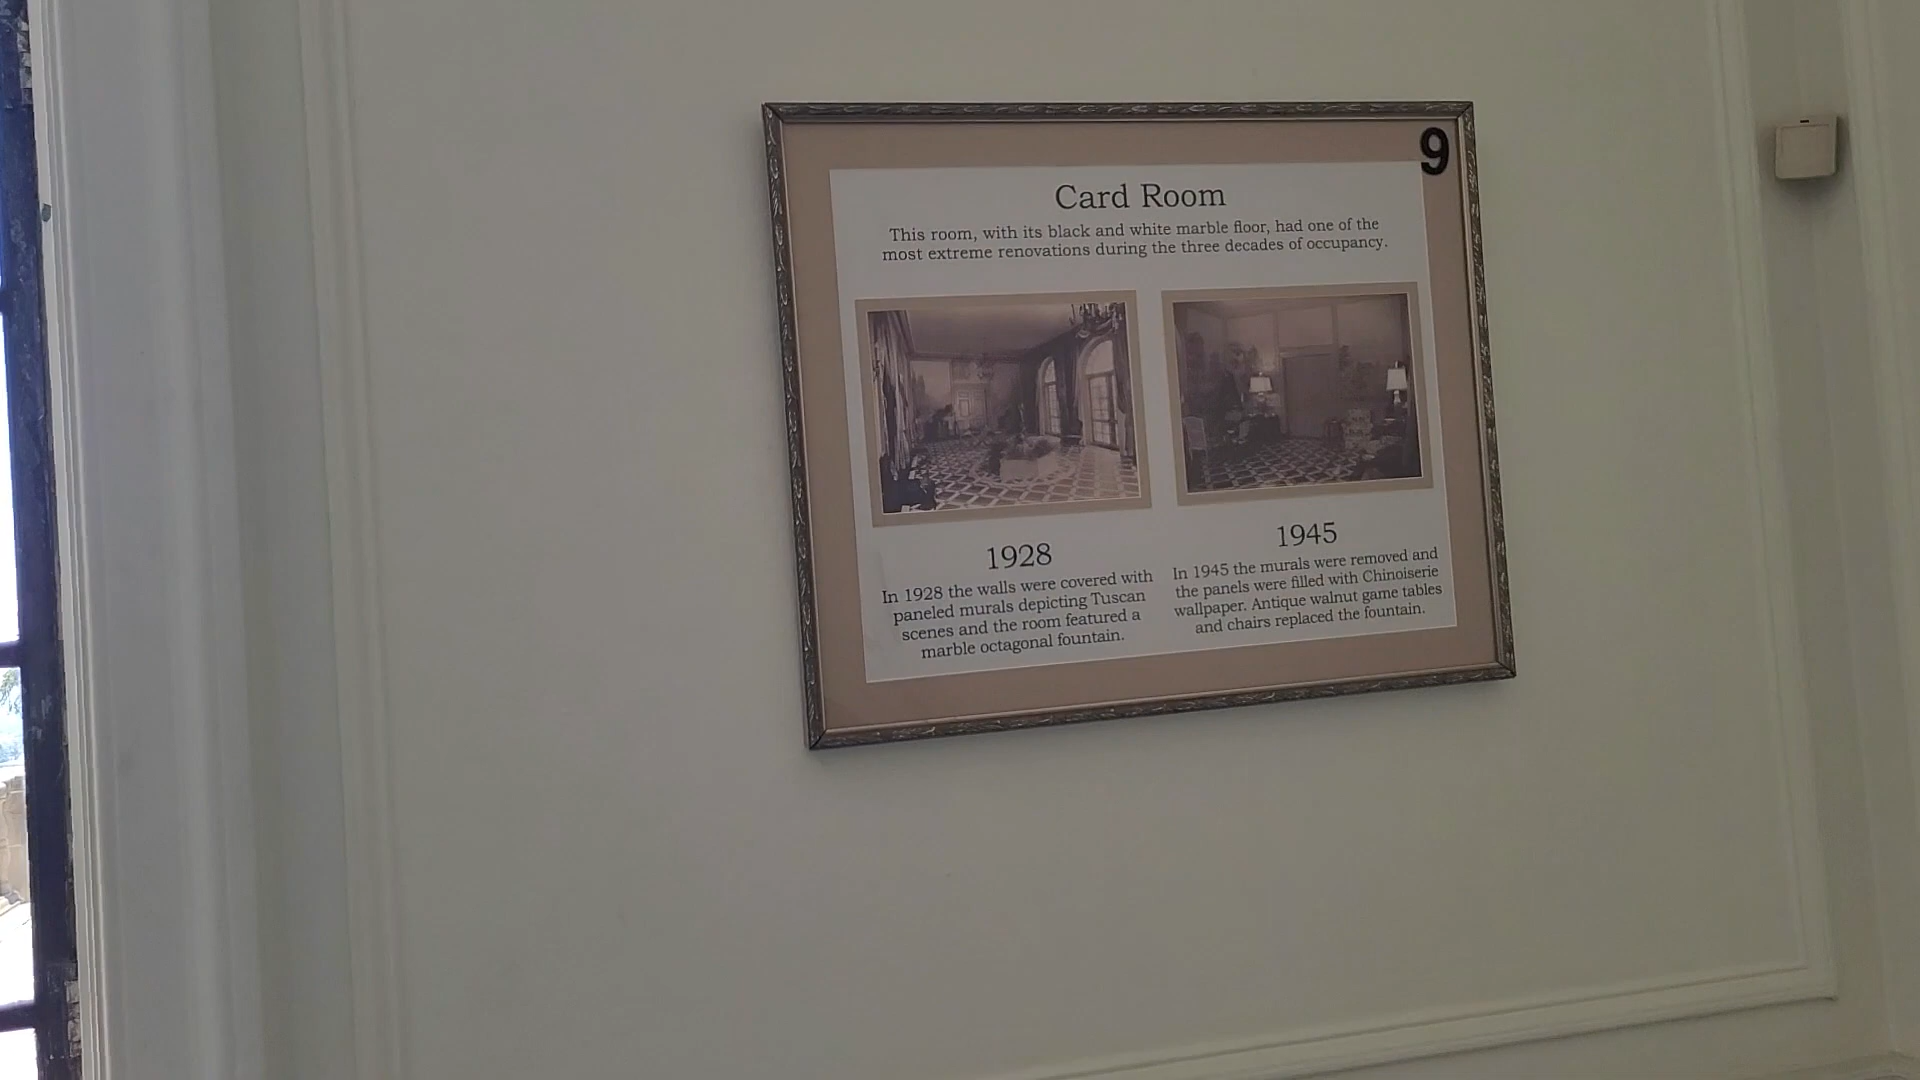 9
Card Room
This room, with its black and white marble floor, had one of the
most extreme renovations during the three decades of occupancy.
1928
In 1928 the walls were covered with
paneled murals depicting Tuscan
scenes and the room featured a
marble octagonal fountain.
1945
In 1945 the murals were removed and
the panels were filled with Chinoiserie
wallpaper. Antique walnut game tables
and chairs replaced the fountain.